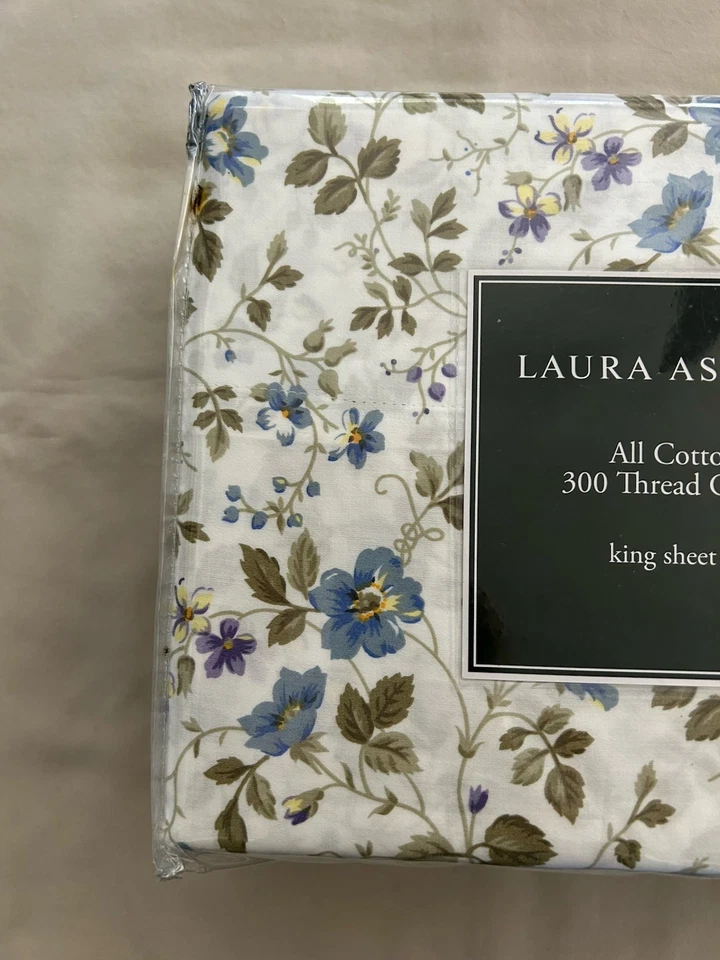 LAURA AS
All Cotto
300 Thread C
king sheet